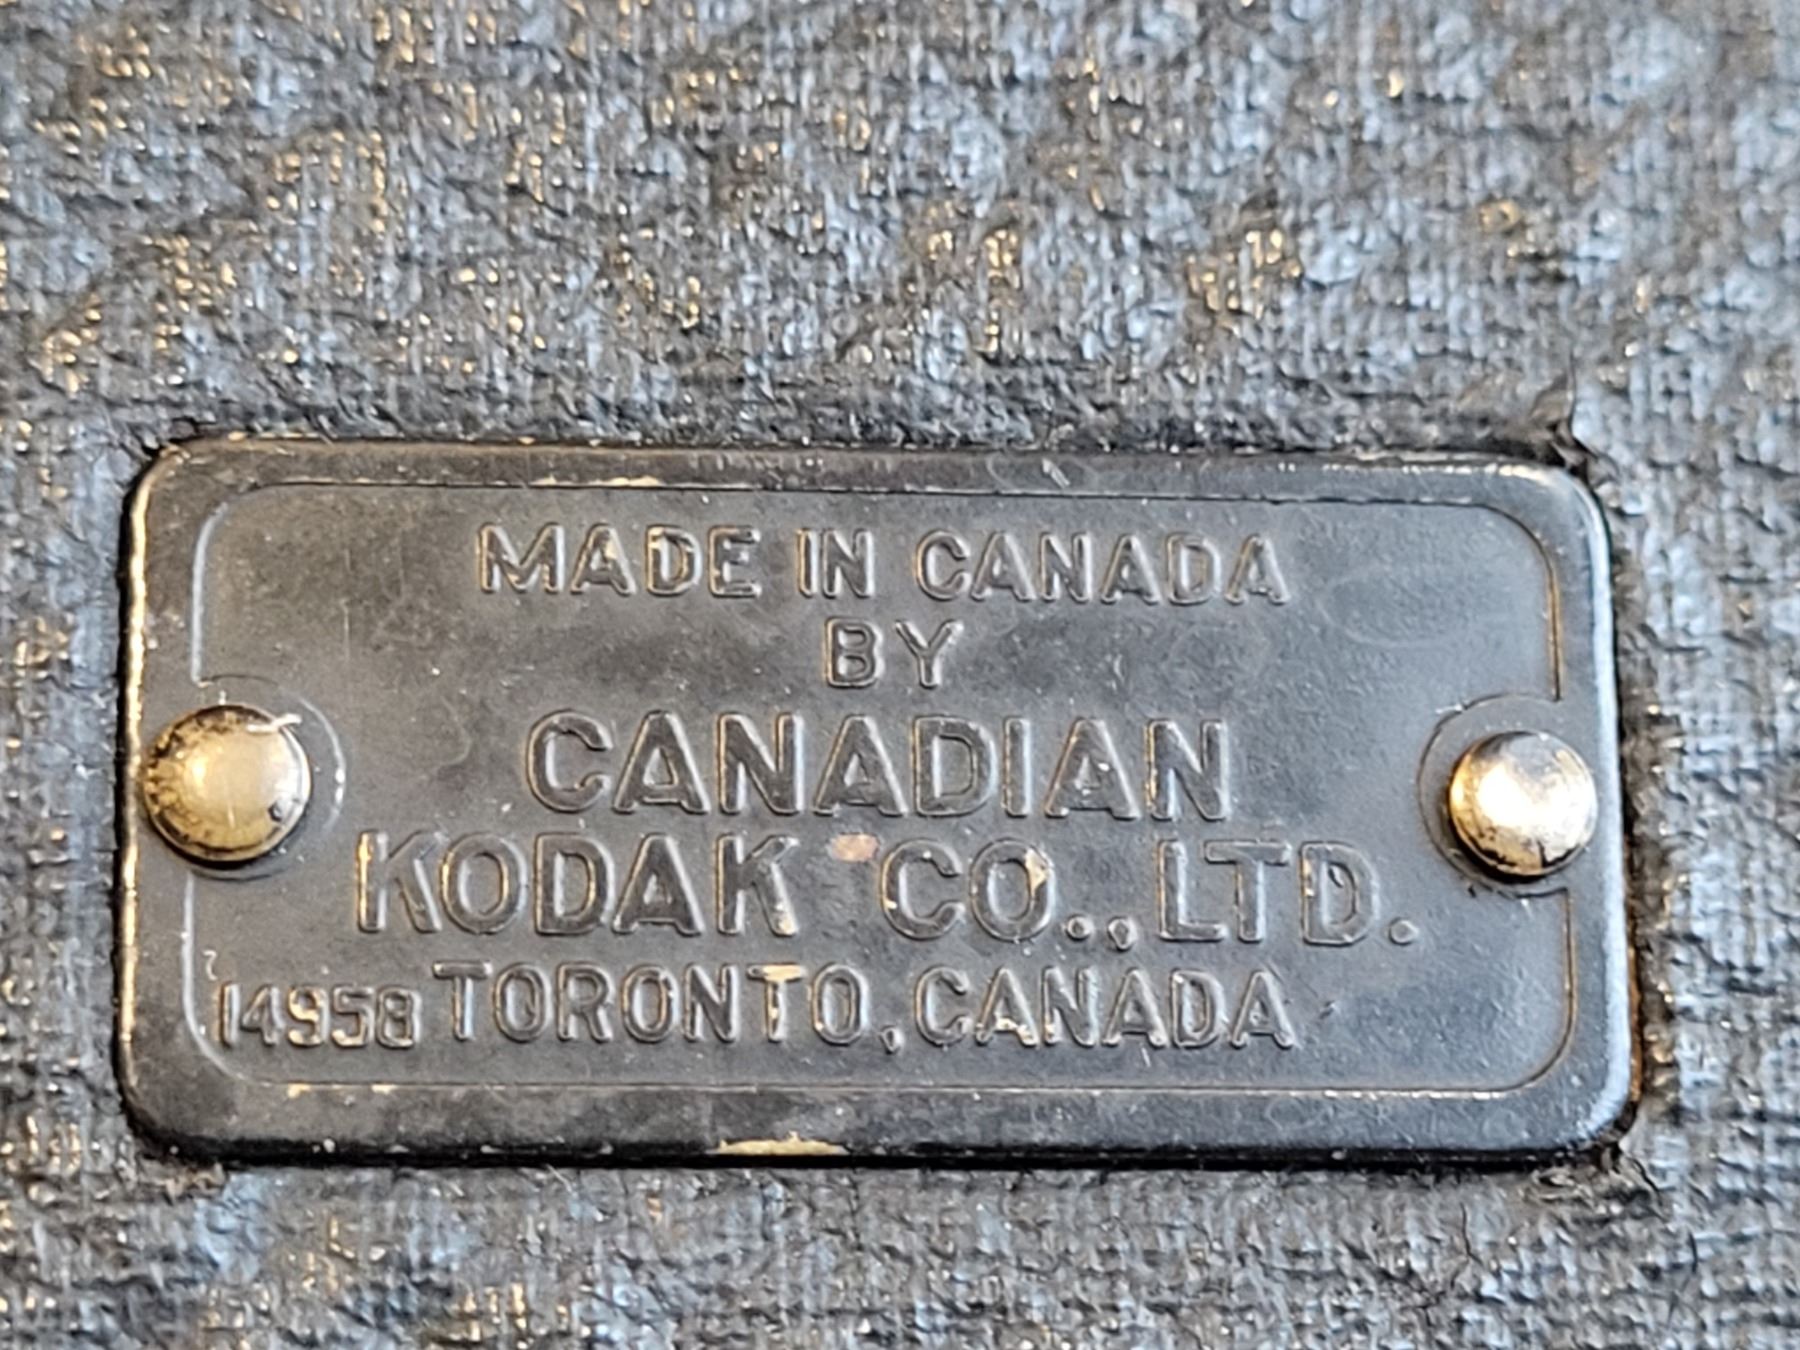 MADE IN CANADA
BY
CANADIAN
KODAK CO., LTD.
14958 TORONTO, CANADA